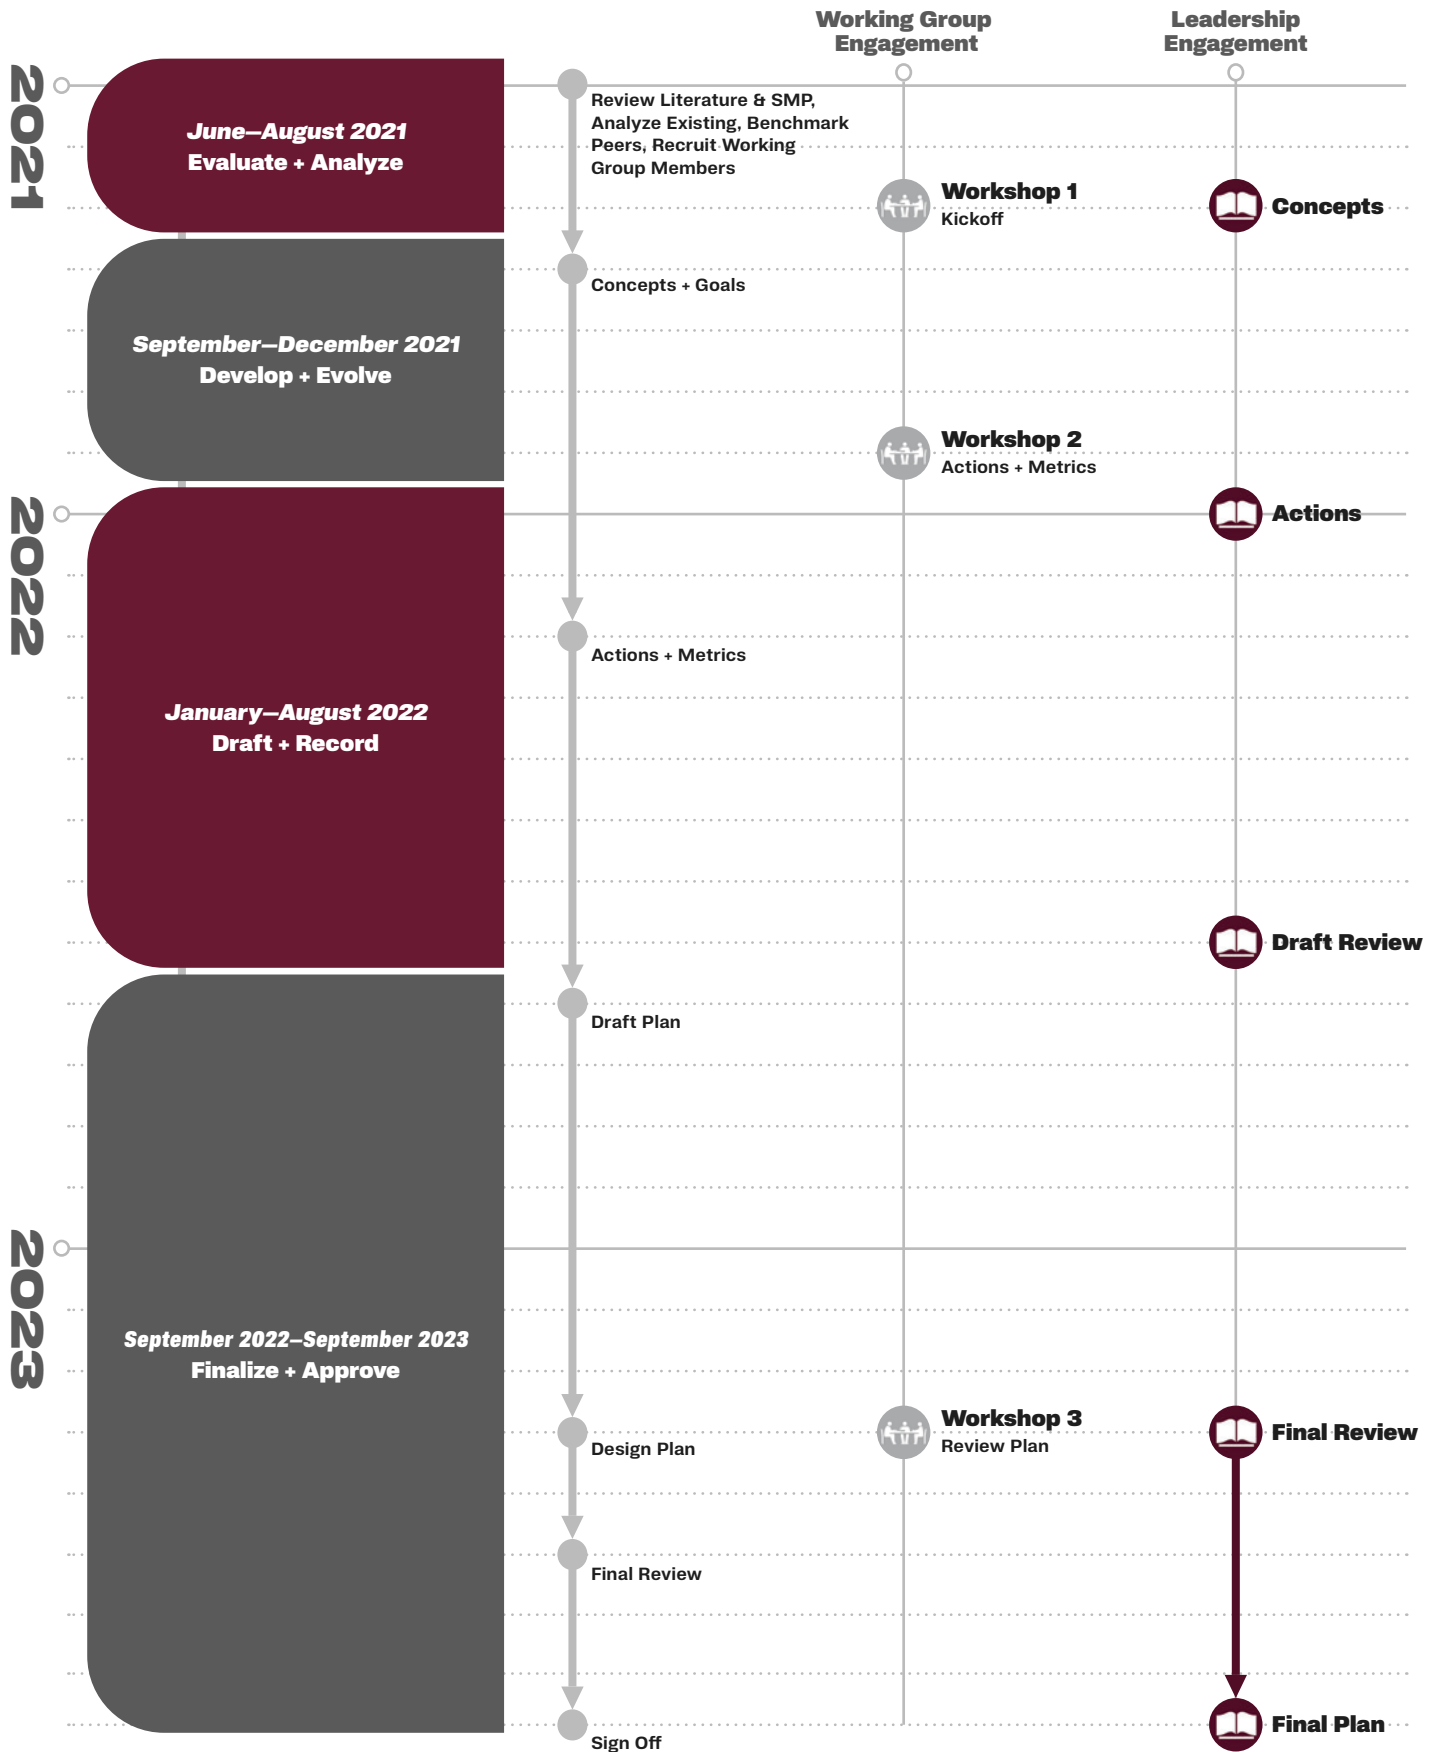 Working Group
Engagement
Leadership
Engagement
2021
June—August 2021
Evaluate + Analyze
Review Literature & SMP,
Analyze Existing, Benchmark
Peers, Recruit Working
Group Members
Workshop 1
Kickoff
Concepts
Concepts + Goals
September—December 2021
Develop + Evolve
Workshop 2
Actions + Metrics
2022
Actions
Actions + Metrics
January—August 2022
Draft + Record
Draft Review
Draft Plan
2023
September 2022—September 2023
Finalize + Approve
Design Plan
Workshop 3
Review Plan
Final Review
Final Review
Sign Off
Final Plan